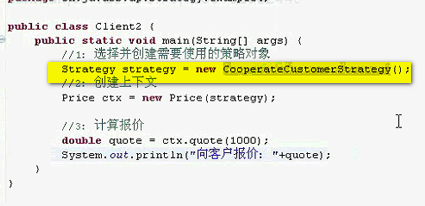 public class Client2 {
public static void main(String[] args) {
//1: 选择并创建需要使用的策略对象
Strategy strategy = new CooperateCustomerStrategy();
//2: 创建上下文
Price ctx = new Price(strategy);
//3: 计算报价
double quote = ctx.quote(1000);
System.out.println("向客户报价: "+quote);
}
}